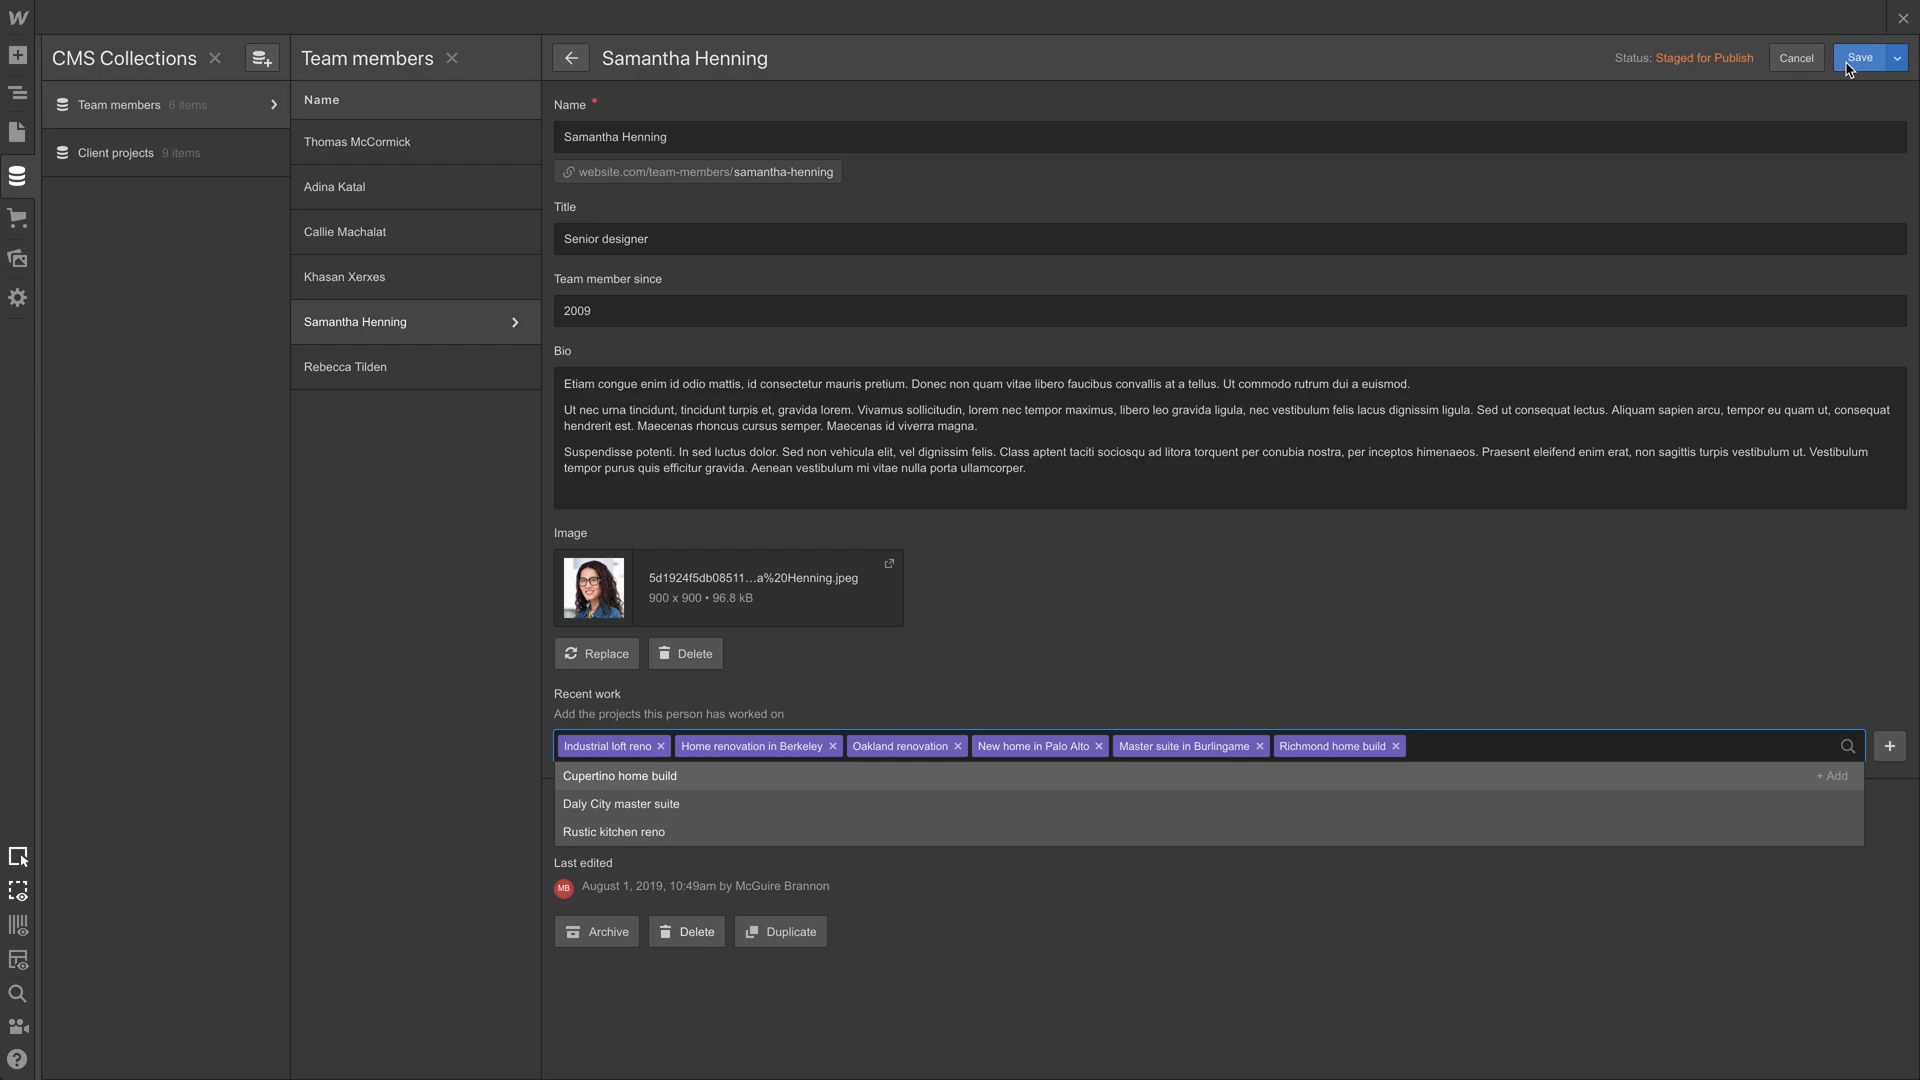 CMS Collections
Team members
Samantha Henning
Status: Staged for Publish
Cancel
Save
Team members 6 items
Client projects 9 items
Name
Thomas McCormick
Adina Katal
Callie Machalat
Khasan Xerxes
Samantha Henning
Rebecca Tilden
Name *
Samantha Henning
website.com/team-members/samantha-henning
Title
Senior designer
Team member since
2009
Bio
Etiam congue enim id odio mattis, id consectetur mauris pretium. Donec non quam vitae libero faucibus convallis at a tellus. Ut commodo rutrum dui a euismod.
Ut nec urna tincidunt, tincidunt turpis et, gravida lorem. Vivamus sollicitudin, lorem nec tempor maximus, libero leo gravida ligula, nec vestibulum felis lacus dignissim ligula. Sed ut consequat lectus. Aliquam sapien arcu, tempor eu quam ut, consequat
hendrerit est. Maecenas rhoncus cursus semper. Maecenas id viverra magna.
Suspendisse potenti. In sed luctus dolor. Sed non vehicula elit, vel dignissim felis. Class aptent taciti sociosqu ad litora torquent per conubia nostra, per inceptos himenaeos. Praesent eleifend enim erat, non sagittis turpis vestibulum ut. Vestibulum
tempor purus quis efficitur gravida. Aenean vestibulum mi vitae nulla porta ullamcorper.
Image
5d1924f5db08511...a%20Henning.jpeg
900 x 900 • 96.8 kB
Replace
Delete
Recent work
Add the projects this person has worked on
Industrial loft reno
Home renovation in Berkeley
Oakland renovation
New home in Palo Alto
Master suite in Burlingame
Richmond home build
Cupertino home build
+ Add
Daly City master suite
Rustic kitchen reno
Last edited
MB
August 1, 2019, 10:49am by McGuire Brannon
Archive
Delete
Duplicate